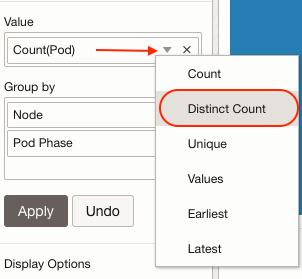 Value
Count(Pod)
Count
Group by
Distinct Count
Node
Pod Phase
Unique
Values
Apply
Undo
Earliest
Latest
Display Options